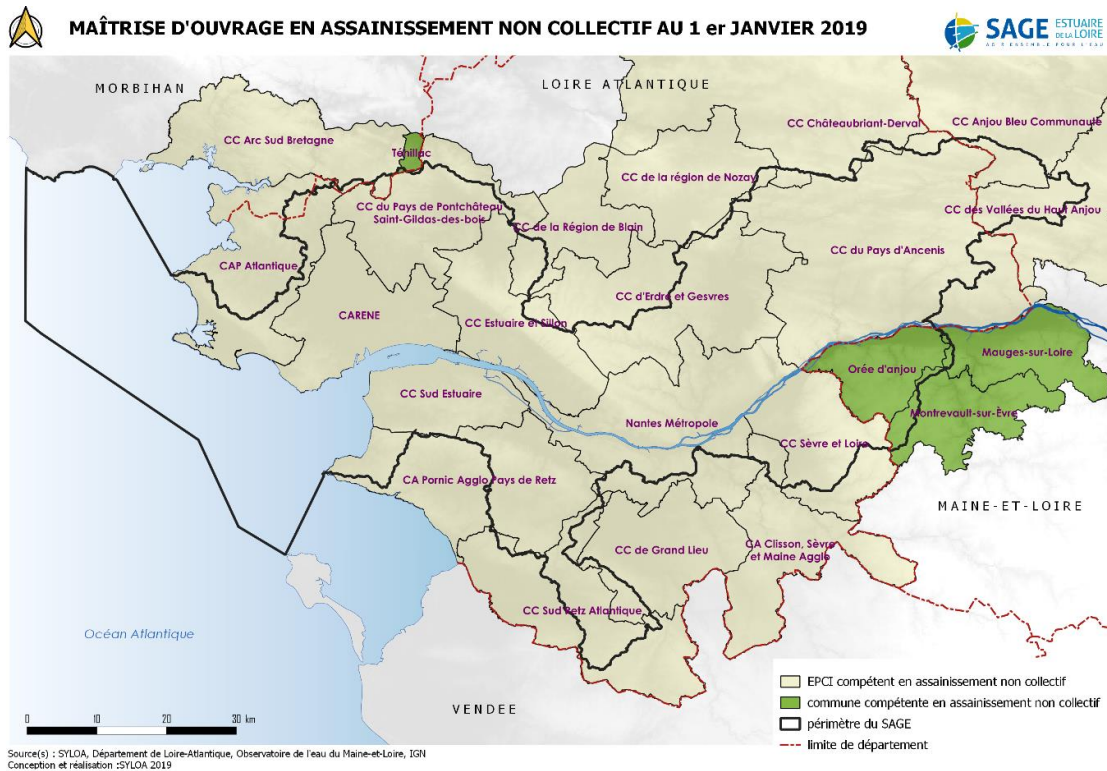 MAÎTRISE D'OUVRAGE EN ASSAINISSEMENT NON COLLECTIF AU 1 er JANVIER 2019
SAGE ESTUAIRE DE LA LOIRE
MORBIHAN
LOIRE ATLANTIQUE
CC Châteaubriant-Derval
CC Anjou Bleu Communauté
CC Arc Sud Bretagne
Théhillac
CC de la région de Nozay
CC du Pays de Pontchâteau
Saint-Gildas-des-bois
CC des Vallées du Haut Anjou
CC de la Région de Blain
CC du Pays d'Ancenis
CAP Atlantique
CC d'Erdre et Gesvres
CARENE
CC Estuaire et Sillon
Mauges-sur-Loire
Orée d'anjou
CC Sud Estuaire
Montrevault-sur-Èvre
Nantes Métropole
CC Sèvre et Loire
CA Pornic Agglo Pays de Retz
MAINE-ET-LOIRE
CC de Grand Lieu
CA Clisson, Sèvre
et Maine Agglo
CC Sud Retz Atlantique
Océan Atlantique
VENDEE
EPCI compétent en assainissement non collectif
commune compétente en assainissement non collectif
périmètre du SAGE
limite de département
0 10 20 30 km
Source(s) : SYLOA, Département de Loire-Atlantique, Observatoire de l'eau du Maine-et-Loire, IGN
Conception et réalisation :SYLOA 2019